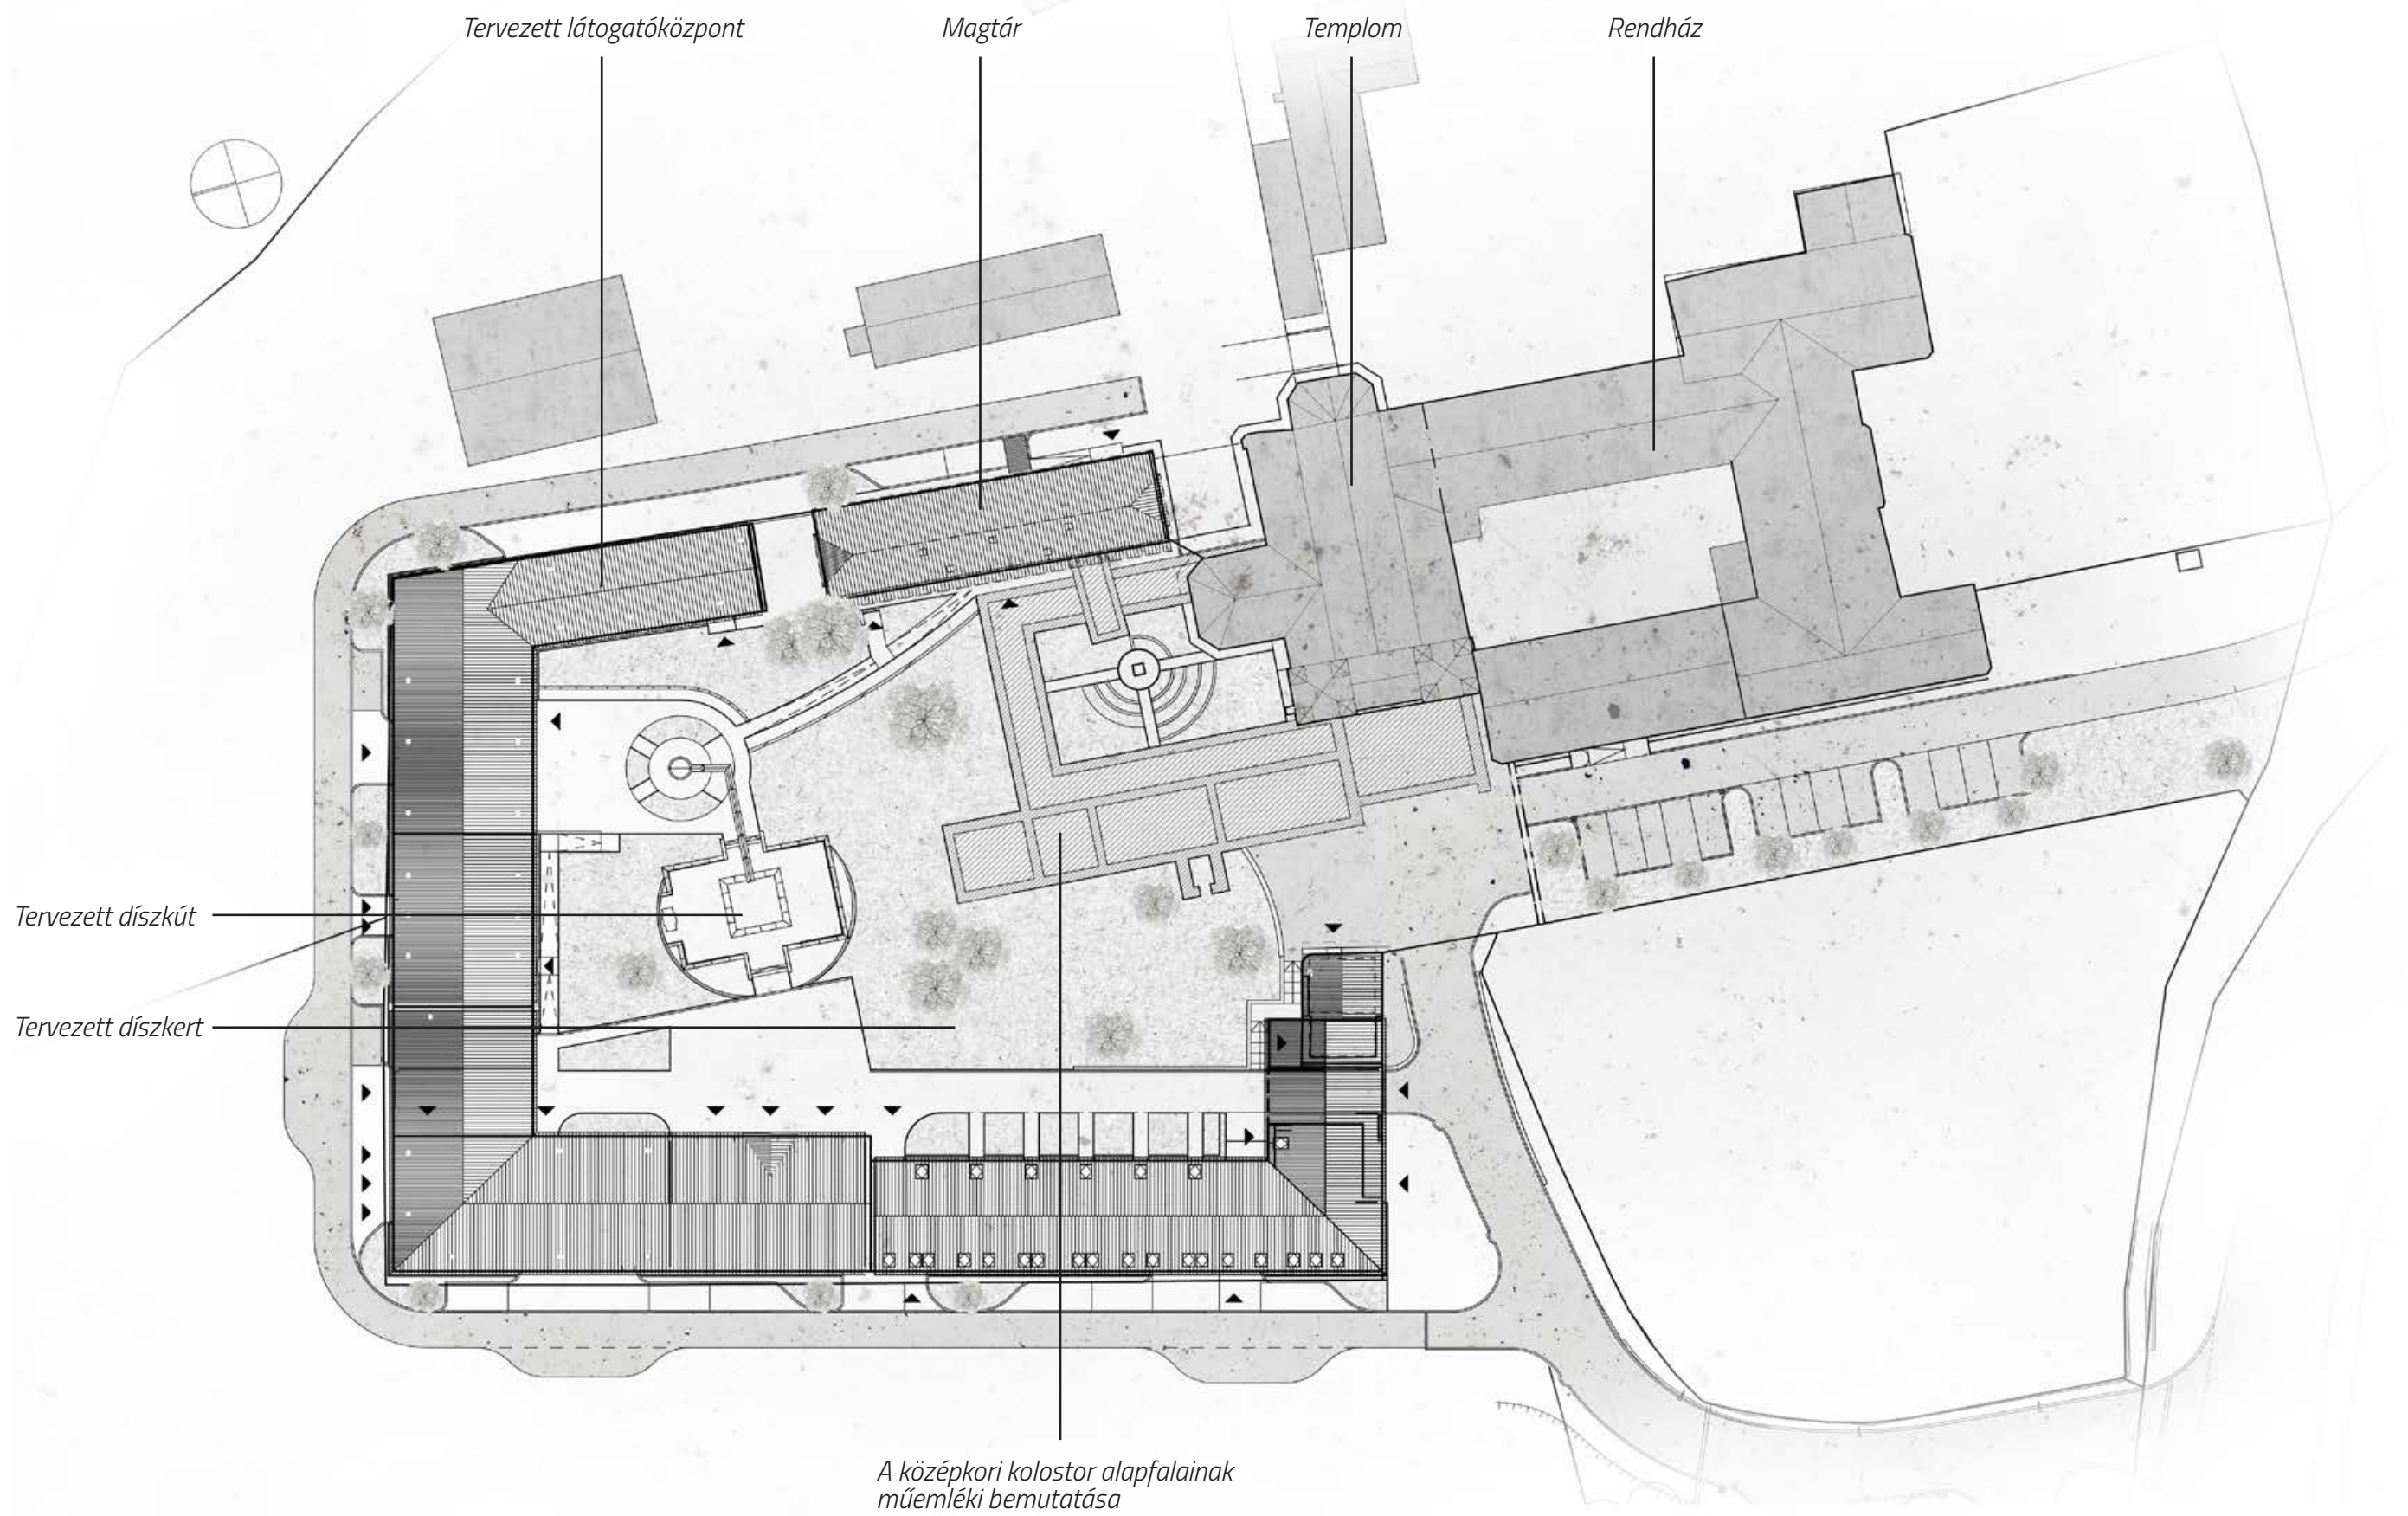 Tervezett látogatóközpont
Magtár
Templom
Rendház
Tervezett díszkút
Tervezett díszkert
A középkori kolostor alapfalainak
műemléki bemutatása